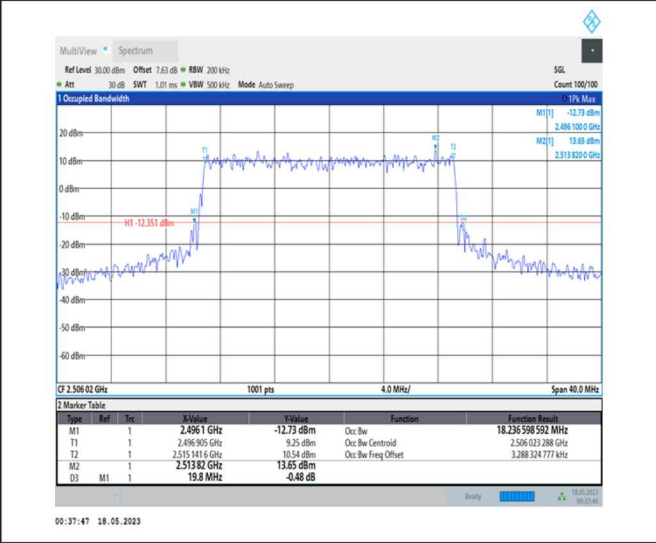 MultiView Spectrum
Ref Level 30.00 dBm Offset 7.63 dB RBW 200 kHz SGL
Att 30 dB SWT 1.01 ms VBW 500 kHz Mode Auto Sweep Count 100/100
1 Occupied Bandwidth 1Pk Max
M1[1] -12.73 dBm
2.496 100 0 GHz
M2[1] 13.65 dBm
2.513 820 0 GHz
20 dBm
10 dBm
0 dBm
-10 dBm
H1 -12.351 dBm
-20 dBm
-30 dBm
-40 dBm
-50 dBm
-60 dBm
T1
M2
T2
M1
D3
CF 2.506 02 GHz 1001 pts 4.0 MHz/ Span 40.0 MHz
2 Marker Table
Type Ref Trc X-Value Y-Value Function Function Result
M1 1 2.496 1 GHz -12.73 dBm Occ Bw 18.236 598 592 MHz
T1 1 2.496 905 GHz 9.25 dBm Occ Bw Centroid 2.506 023 288 GHz
T2 1 2.515 141 6 GHz 10.54 dBm Occ Bw Freq Offset 3.288 324 777 kHz
M2 1 2.513 82 GHz 13.65 dBm
D3 M1 1 19.8 MHz -0.48 dB
Ready 18.05.2023
00:37:46
00:37:47 18.05.2023